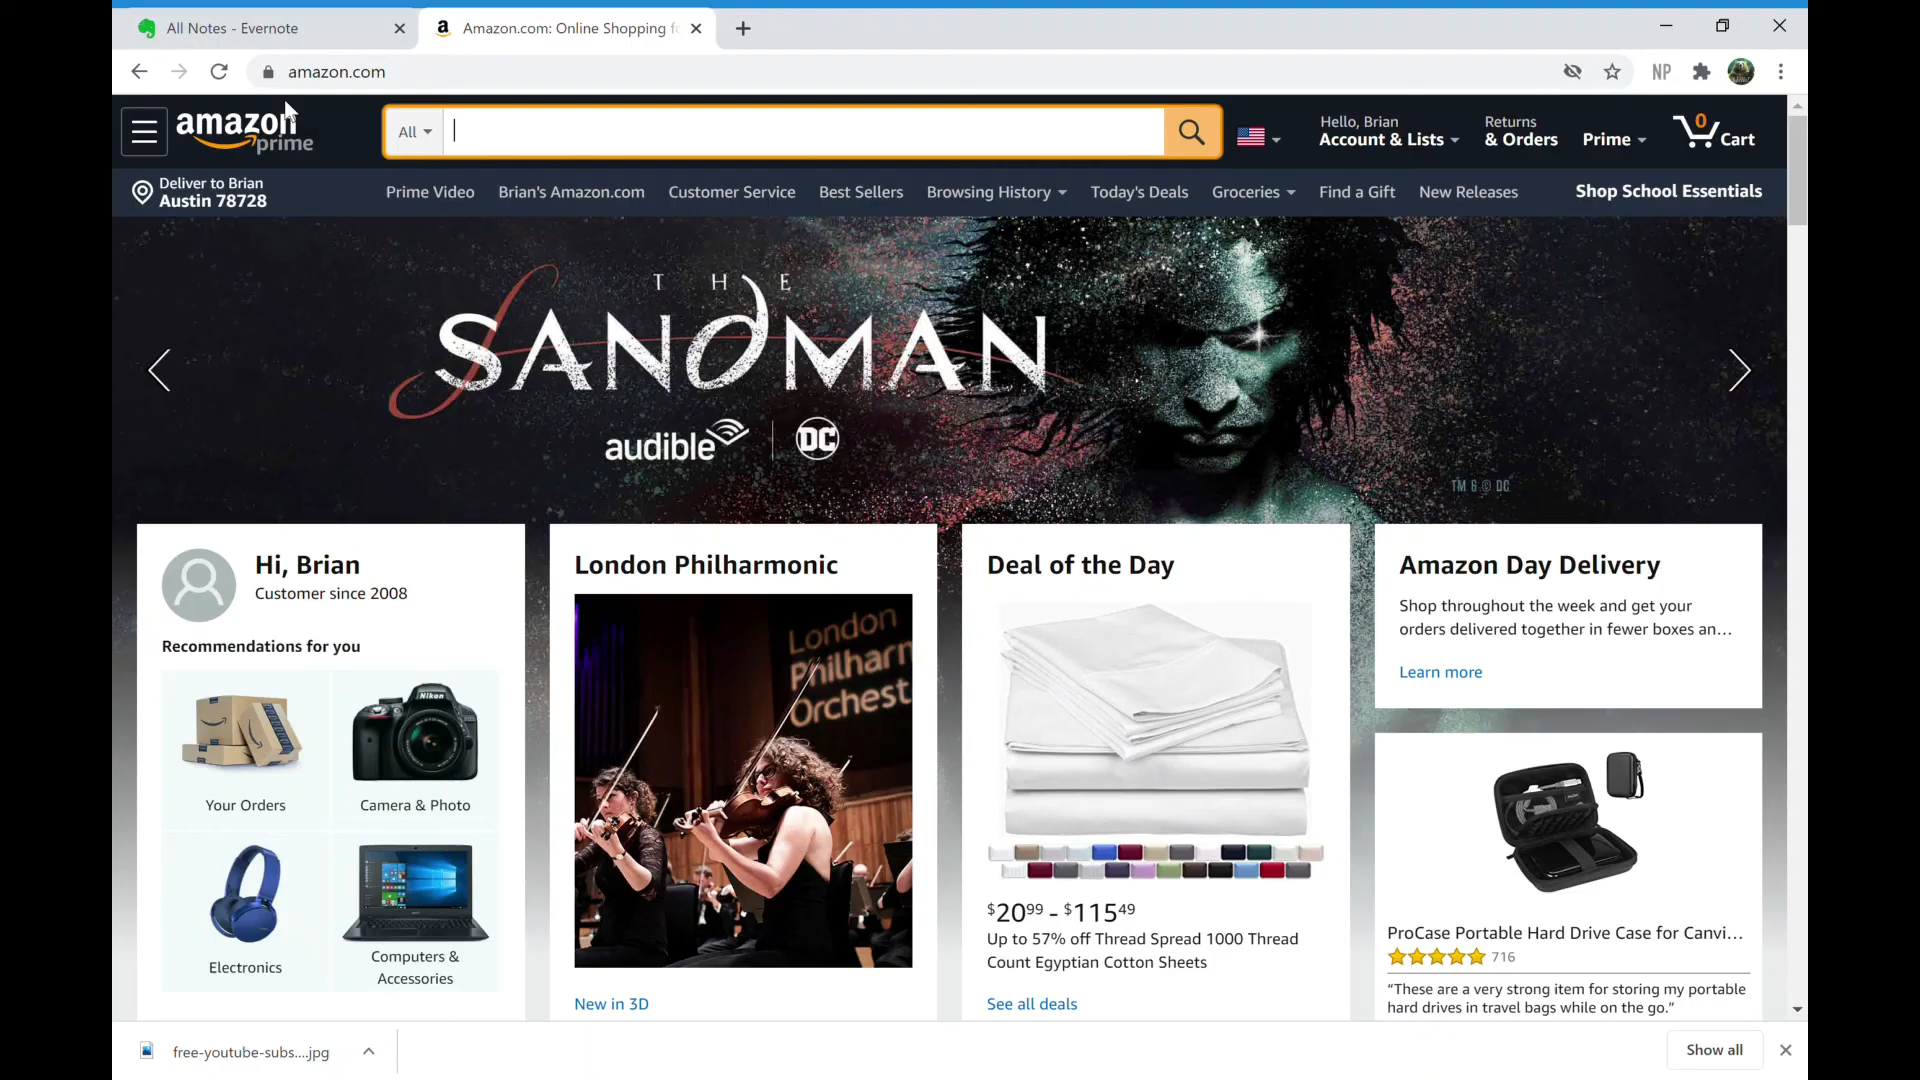 All Notes - Evernote
Amazon.com: Online Shopping fo
amazon.com
NP
amazon
prime
All
Hello, Brian
Account & Lists
Returns
& Orders
Prime
0
Cart
Deliver to Brian
Austin 78728
Prime Video
Brian's Amazon.com
Customer Service
Best Sellers
Browsing History
Today's Deals
Groceries
Find a Gift
New Releases
Shop School Essentials
THE
SANDMAN
audible
DC
TM & © DC
Hi, Brian
Customer since 2008
Recommendations for you
Nikon
Your Orders
Camera & Photo
Electronics
Computers &
Accessories
London Philharmonic
London
Philharm
Orchest
New in 3D
Deal of the Day
$20⁹⁹ - $115⁴⁹
Up to 57% off Thread Spread 1000 Thread
Count Egyptian Cotton Sheets
See all deals
Amazon Day Delivery
Shop throughout the week and get your
orders delivered together in fewer boxes an…
Learn more
ProCase Portable Hard Drive Case for Canvi…
716
“These are a very strong item for storing my portable
hard drives in travel bags while on the go.”
free-youtube-subs....jpg
Show all